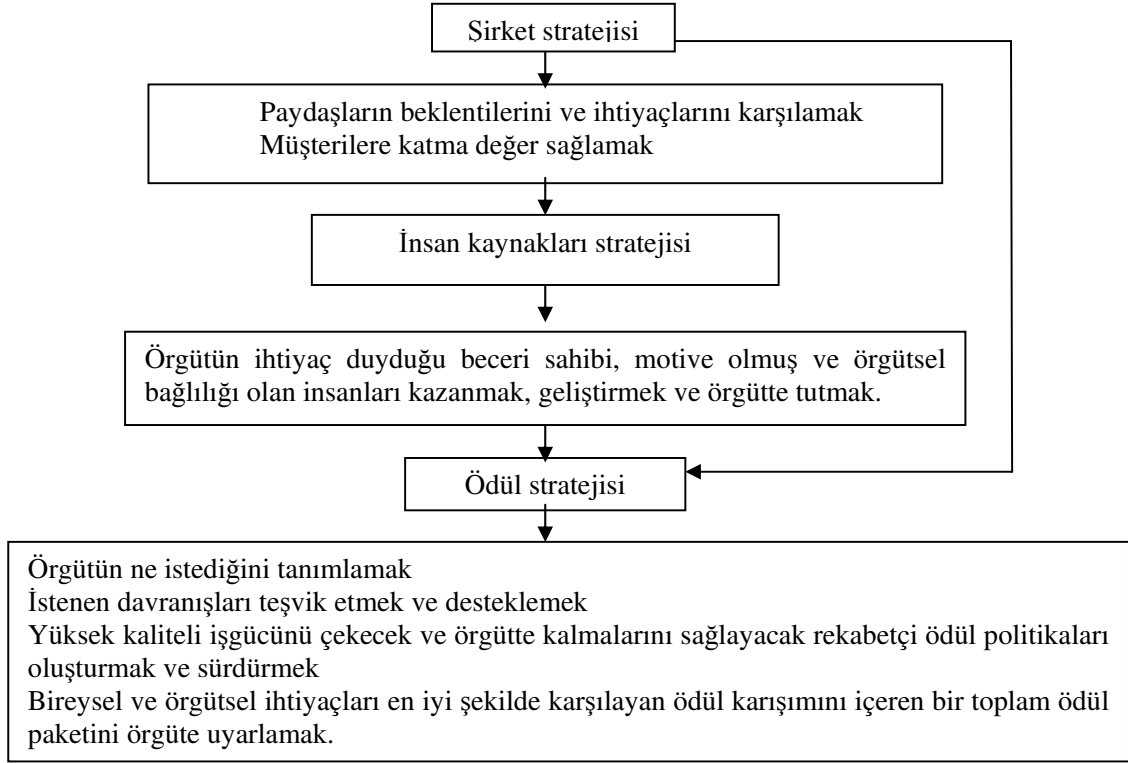 Şirket stratejisi
Paydaşların beklentilerini ve ihtiyaçlarını karşılamak
Müşterilere katma değer sağlamak
İnsan kaynakları stratejisi
Örgütün ihtiyaç duyduğu beceri sahibi, motive olmuş ve örgütsel
bağlılığı olan insanları kazanmak, geliştirmek ve örgütte tutmak.
Ödül stratejisi
Örgütün ne istediğini tanımlamak
İstenen davranışları teşvik etmek ve desteklemek
Yüksek kaliteli işgücünü çekecek ve örgütte kalmalarını sağlayacak rekabetçi ödül politikaları
oluşturmak ve sürdürmek
Bireysel ve örgütsel ihtiyaçları en iyi şekilde karşılayan ödül karışımını içeren bir toplam ödül
paketini örgüte uyarlamak.